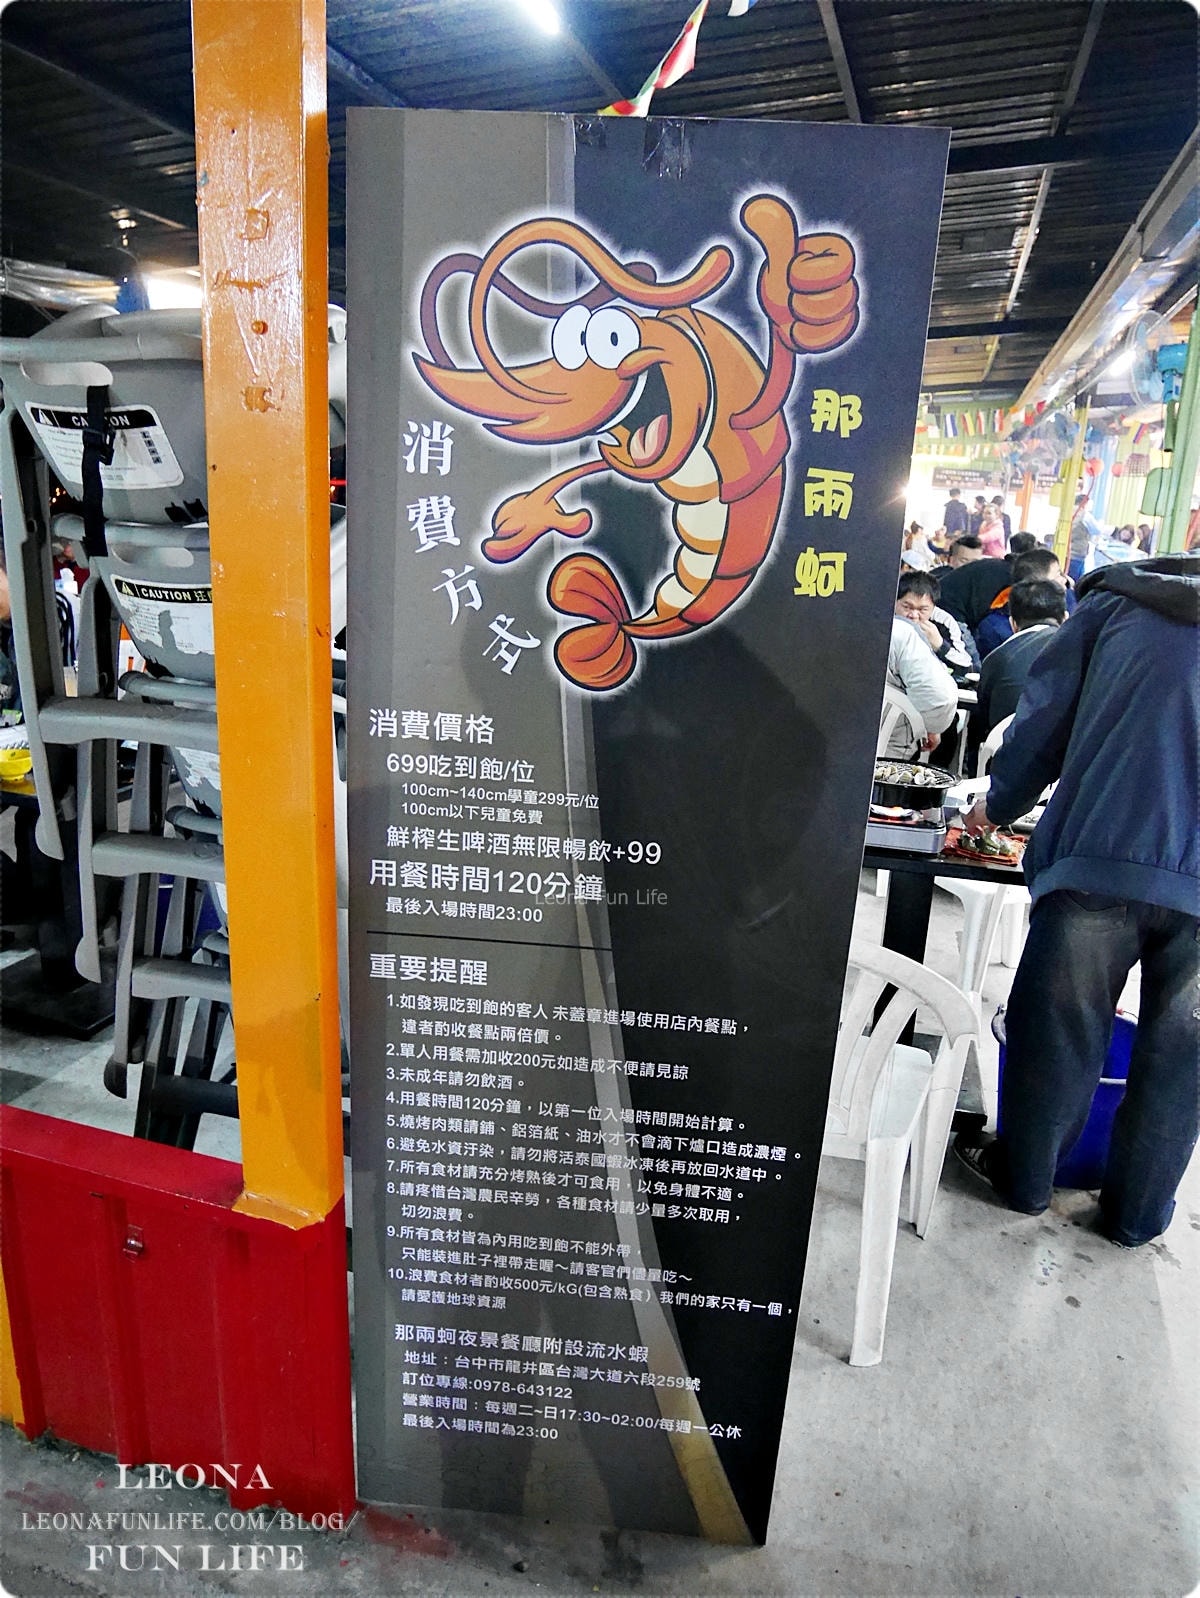 CAUTION
CAUTION 注
那雨蚵
消費方式
消費價格
699吃到飽/位
100cm~140cm學童299元/位
100cm以下兒童免費
鮮榨生啤酒無限暢飲+99
用餐時間120分鐘
Leona Fun Life
最後入場時間23:00
重要提醒
1.如發現吃到飽的客人 未蓋章進場使用店內餐點，
違者酌收餐點兩倍價。
2.單人用餐需加收200元如造成不便請見諒
3.未成年請勿飲酒。
4.用餐時間120分鐘，以第一位入場時間開始計算。
5.燒烤肉類請鋪、鋁箔紙、油水才不會滴下爐口造成濃煙。
6.避免水資汙染，請勿將活泰國蝦冰凍後再放回水道中。
7.所有食材請充分烤熟後才可食用，以免身體不適。
8.請疼惜台灣農民辛勞，各種食材請少量多次取用，
切勿浪費。
9.所有食材皆為內用吃到飽不能外帶，
只能裝進肚子裡帶走喔～請客官們儘量吃～
10.浪費食材者酌收500元/kG(包含熟食）我們的家只有一個，
請愛護地球資源
那兩蚵夜景餐廳附設流水蝦
地址：台中市龍井區台灣大道六段259號
訂位專線:0978-643122
營業時間：每週二~日17:30~02:00/每週一公休
最後入場時間為23:00
LEONA
LEONAFUNLIFE.COM/BLOG/
FUN LIFE